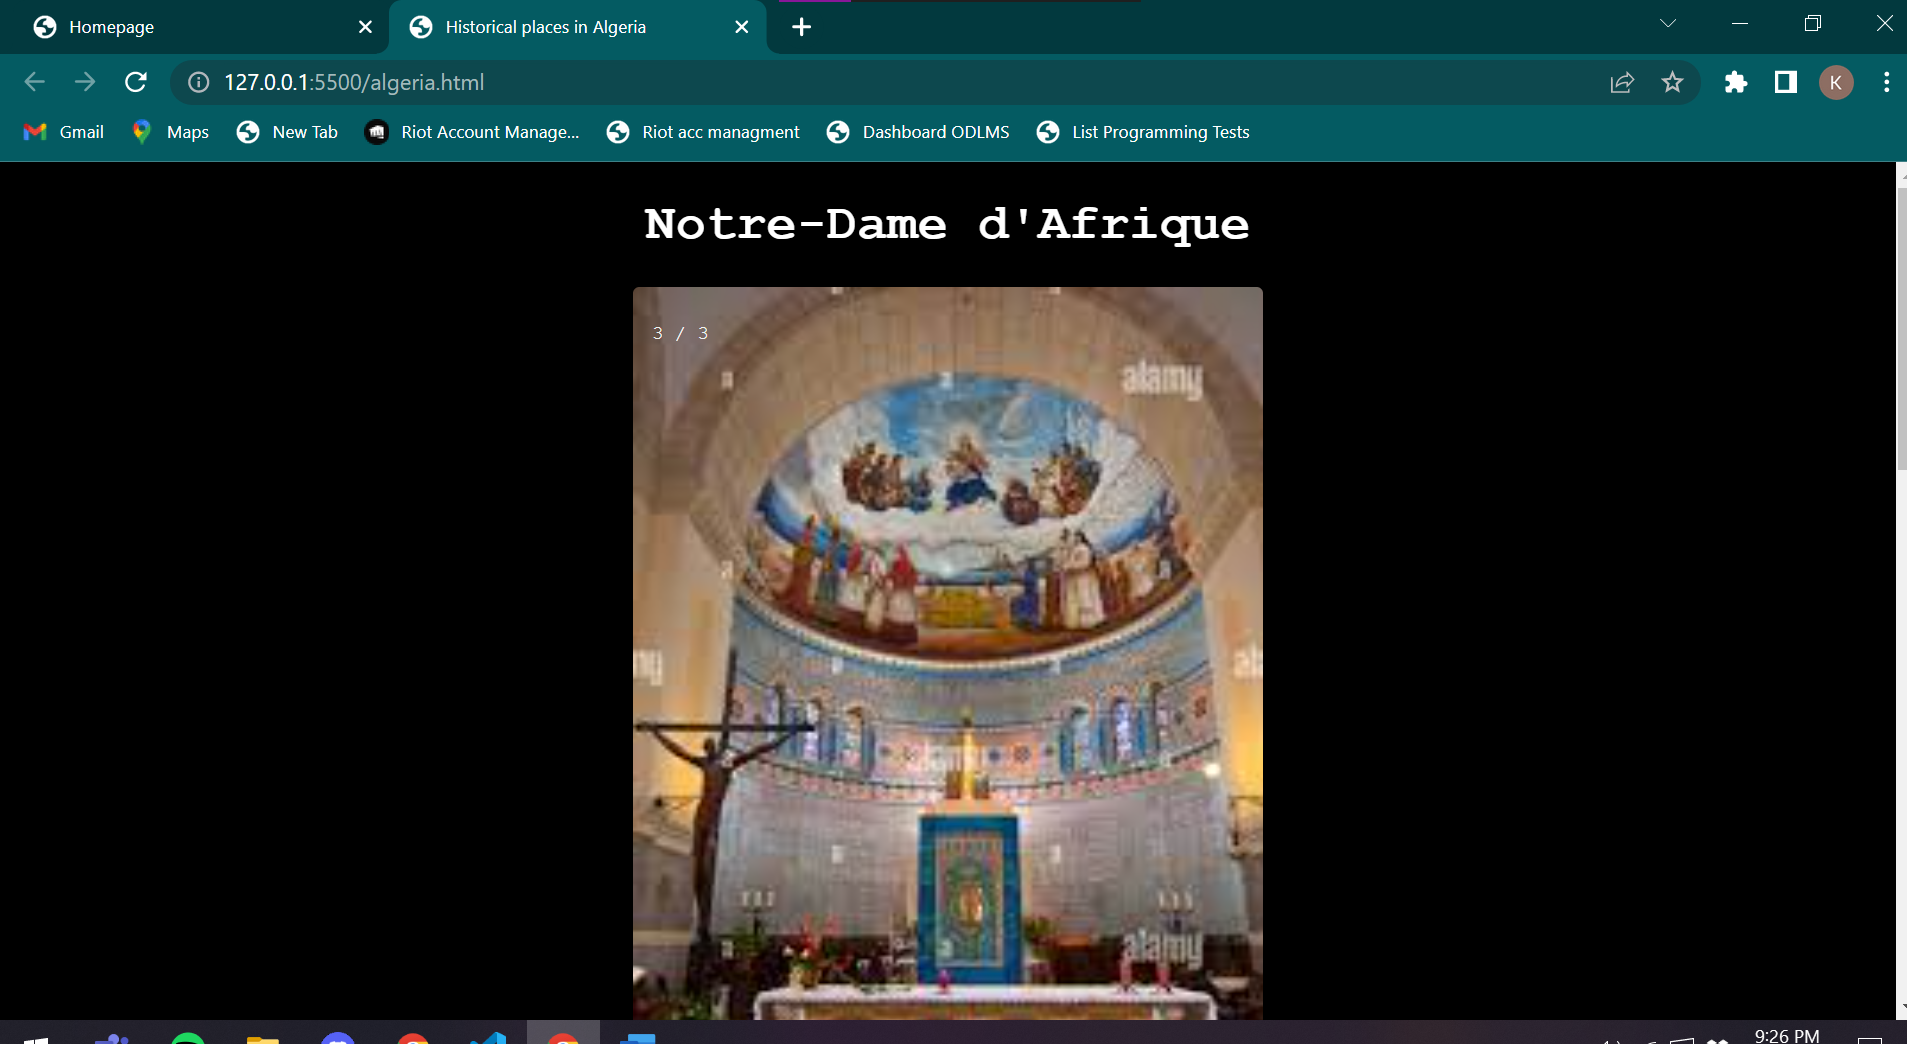 Homepage
Historical places in Algeria
127.0.0.1:5500/algeria.html
K
Gmail
Maps
New Tab
Riot Account Manage...
Riot acc managment
Dashboard ODLMS
List Programming Tests
Notre-Dame d'Afrique
3 / 3
a
a
alamy
a
a
alamy
9:26 PM